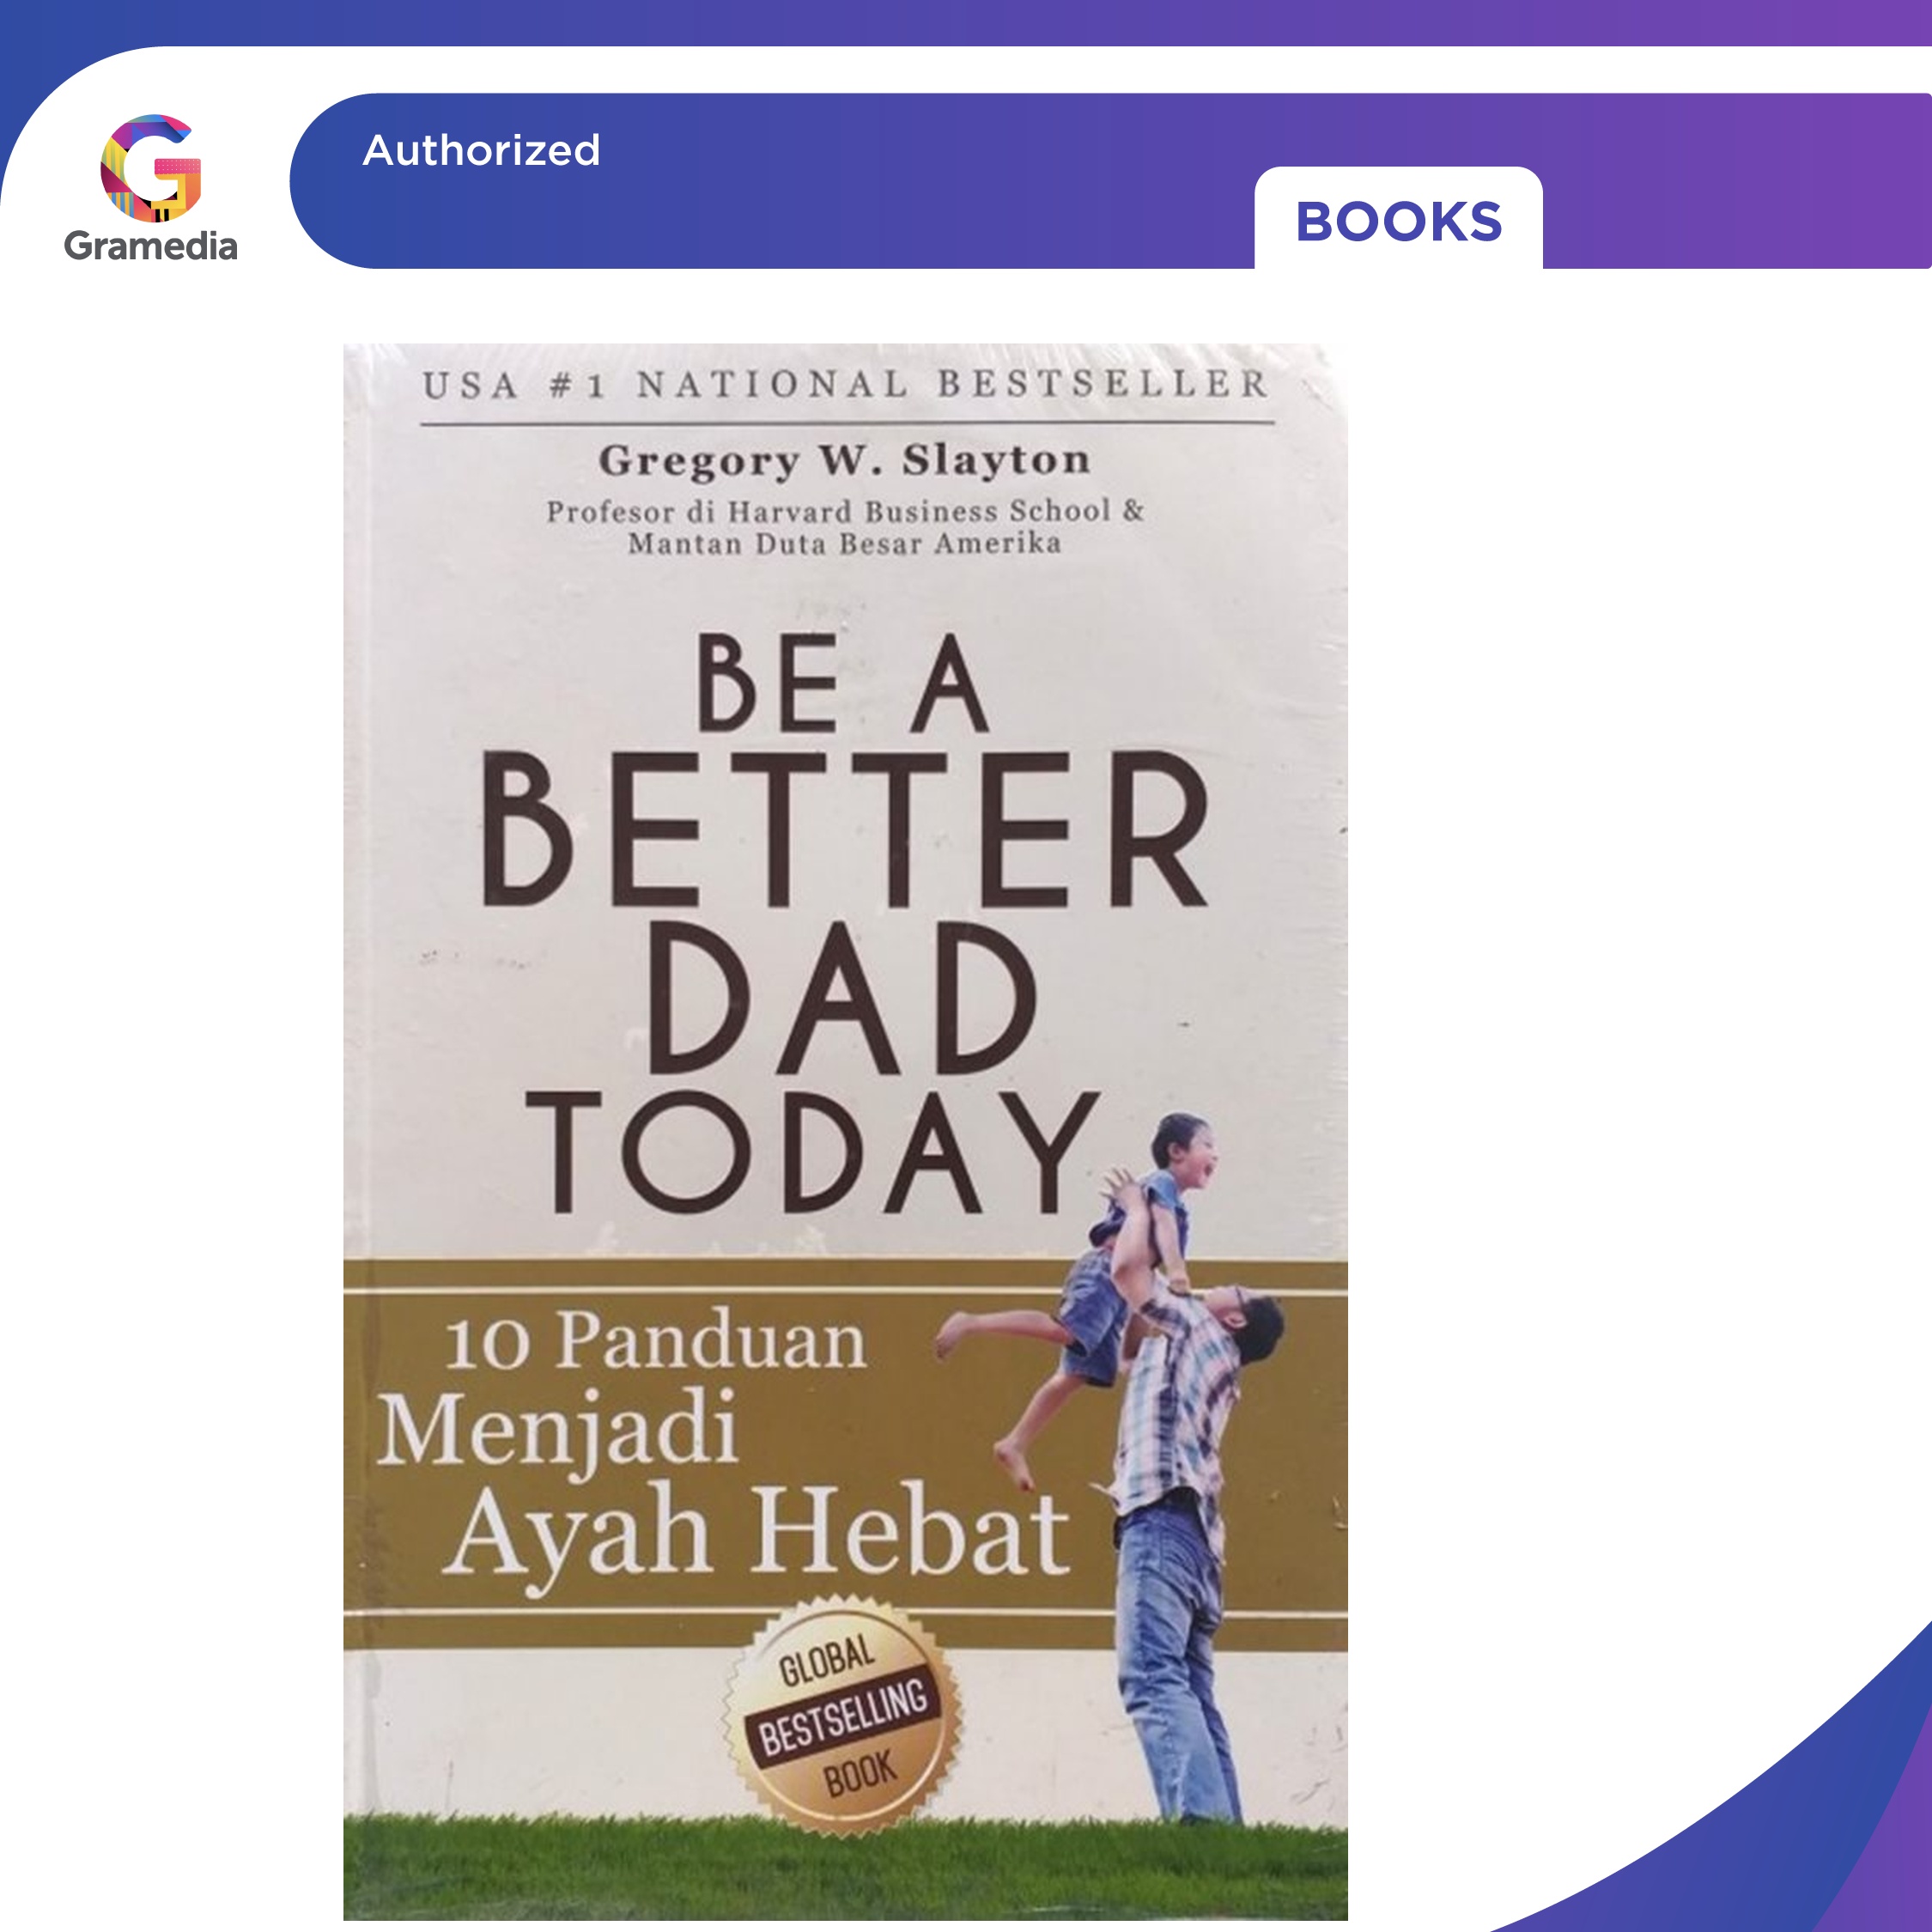 Gramedia
Authorized
BOOKS
USA #1 NATIONAL BESTSELLER
Gregory W. Slayton
Profesor di Harvard Business School &
Mantan Duta Besar Amerika
BE A
BETTER
DAD
TODAY
10 Panduan
Menjadi
Ayah Hebat
GLOBAL
BESTSELLING
BOOK